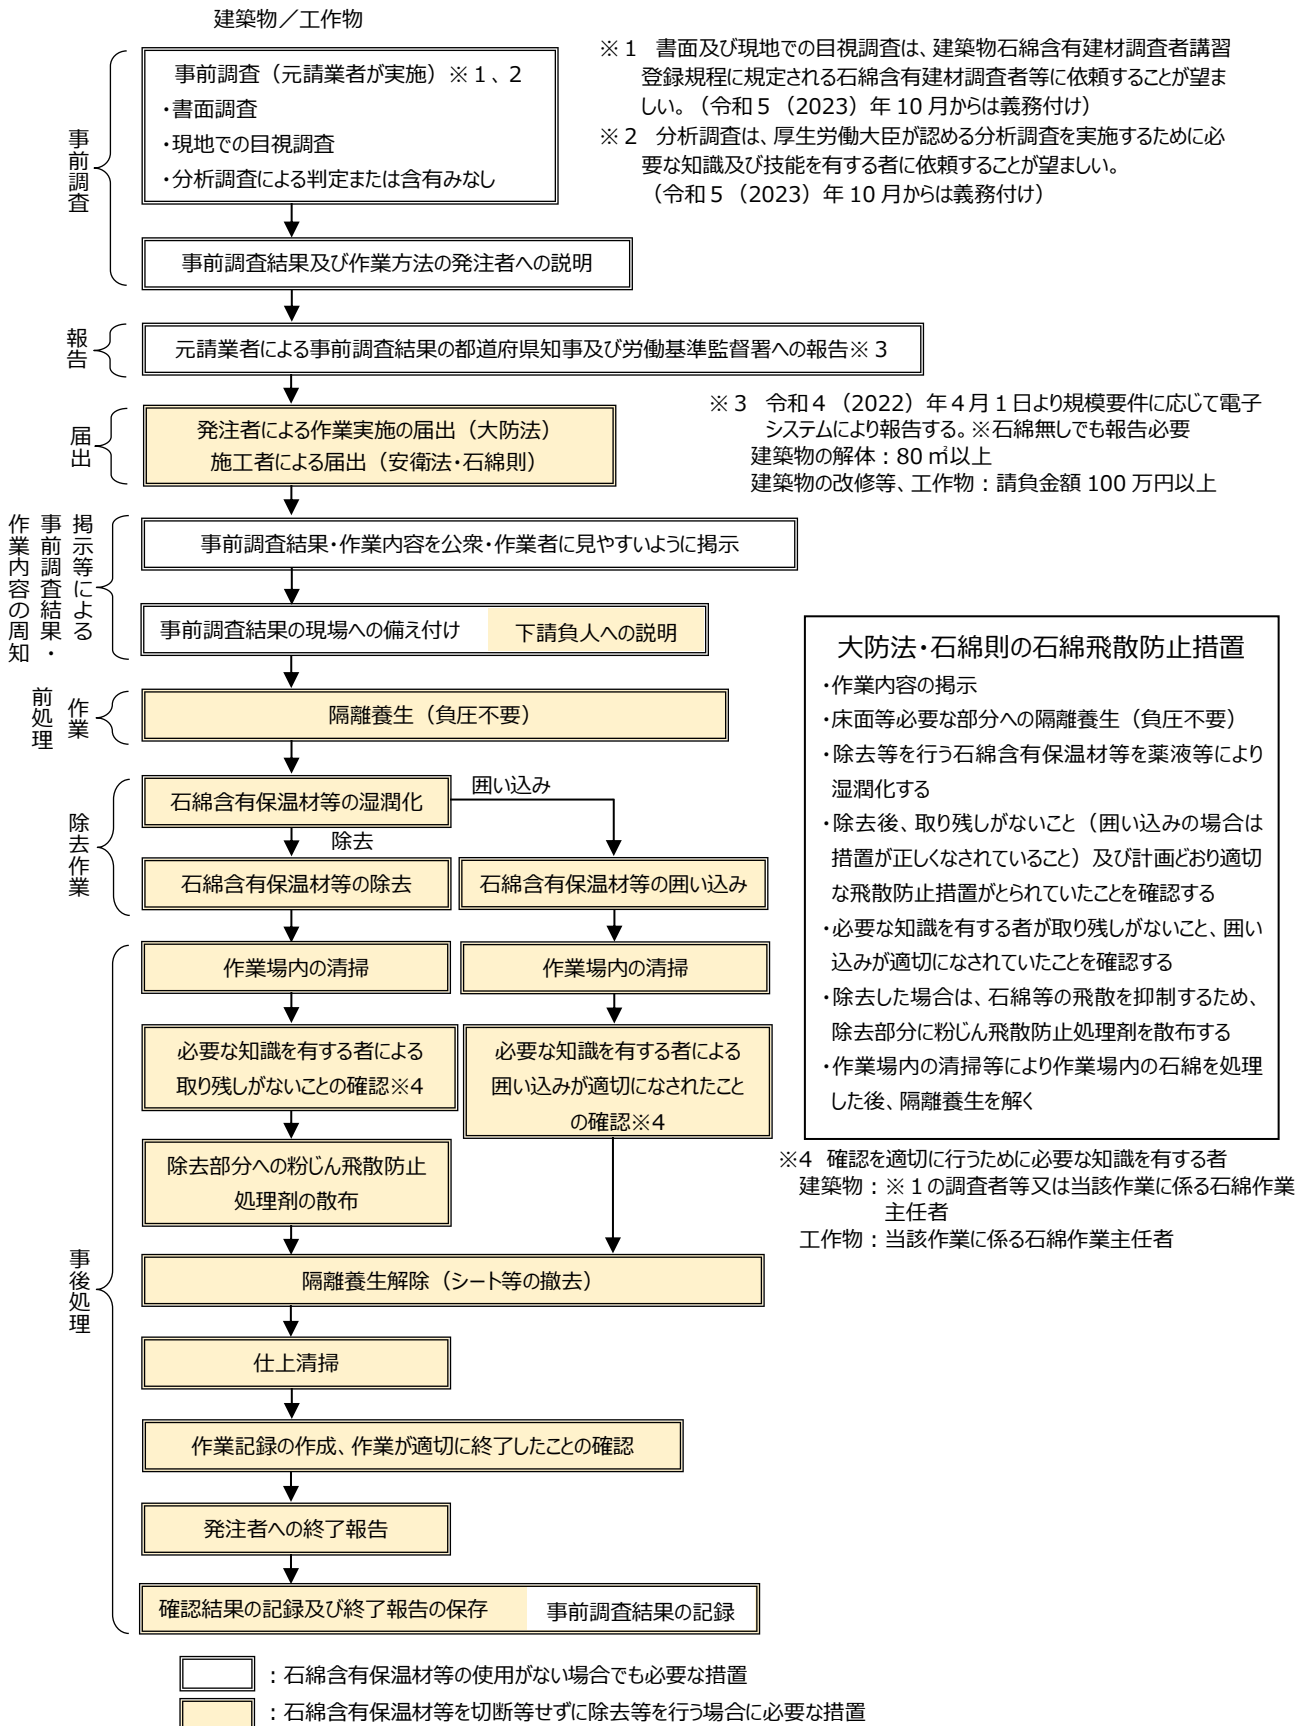 建築物／工作物
事前調査
事前調査（元請業者が実施）※１、2
・書面調査
・現地での目視調査
・分析調査による判定または含有みなし
※１　書面及び現地での目視調査は、建築物石綿含有建材調査者講習
登録規程に規定される石綿含有建材調査者等に依頼することが望ま
しい。（令和５（2023）年 10 月からは義務付け）
※２　分析調査は、厚生労働大臣が認める分析調査を実施するために必
要な知識及び技能を有する者に依頼することが望ましい。
（令和５（2023）年 10 月からは義務付け）
事前調査結果及び作業方法の発注者への説明
報告
元請業者による事前調査結果の都道府県知事及び労働基準監督署への報告※３
届出
発注者による作業実施の届出（大防法）
施工者による届出（安衛法・石綿則）
※３　令和４（2022）年４月１日より規模要件に応じて電子
システムにより報告する。※石綿無しでも報告必要
建築物の解体：80 ㎡以上
建築物の改修等、工作物：請負金額 100 万円以上
掲示等による
事前調査結果・
作業内容の周知
事前調査結果・作業内容を公衆・作業者に見やすいように掲示
事前調査結果の現場への備え付け
下請負人への説明
作業
前処理
隔離養生（負圧不要）
除去作業
石綿含有保温材等の湿潤化
囲い込み
除去
石綿含有保温材等の除去
石綿含有保温材等の囲い込み
事後処理
作業場内の清掃
作業場内の清掃
必要な知識を有する者による
取り残しがないことの確認※4
必要な知識を有する者による
囲い込みが適切になされたこと
の確認※4
除去部分への粉じん飛散防止
処理剤の散布
隔離養生解除（シート等の撤去）
仕上清掃
作業記録の作成、作業が適切に終了したことの確認
発注者への終了報告
確認結果の記録及び終了報告の保存
事前調査結果の記録
大防法・石綿則の石綿飛散防止措置
・作業内容の掲示
・床面等必要な部分への隔離養生（負圧不要）
・除去等を行う石綿含有保温材等を薬液等により
湿潤化する
・除去後、取り残しがないこと（囲い込みの場合は
措置が正しくなされていること）及び計画どおり適切
な飛散防止措置がとられていたことを確認する
・必要な知識を有する者が取り残しがないこと、囲い
込みが適切になされていたことを確認する
・除去した場合は、石綿等の飛散を抑制するため、
除去部分に粉じん飛散防止処理剤を散布する
・作業場内の清掃等により作業場内の石綿を処理
した後、隔離養生を解く
※4　確認を適切に行うために必要な知識を有する者
建築物：※１の調査者等又は当該作業に係る石綿作業
主任者
工作物：当該作業に係る石綿作業主任者
：石綿含有保温材等の使用がない場合でも必要な措置
：石綿含有保温材等を切断等せずに除去等を行う場合に必要な措置